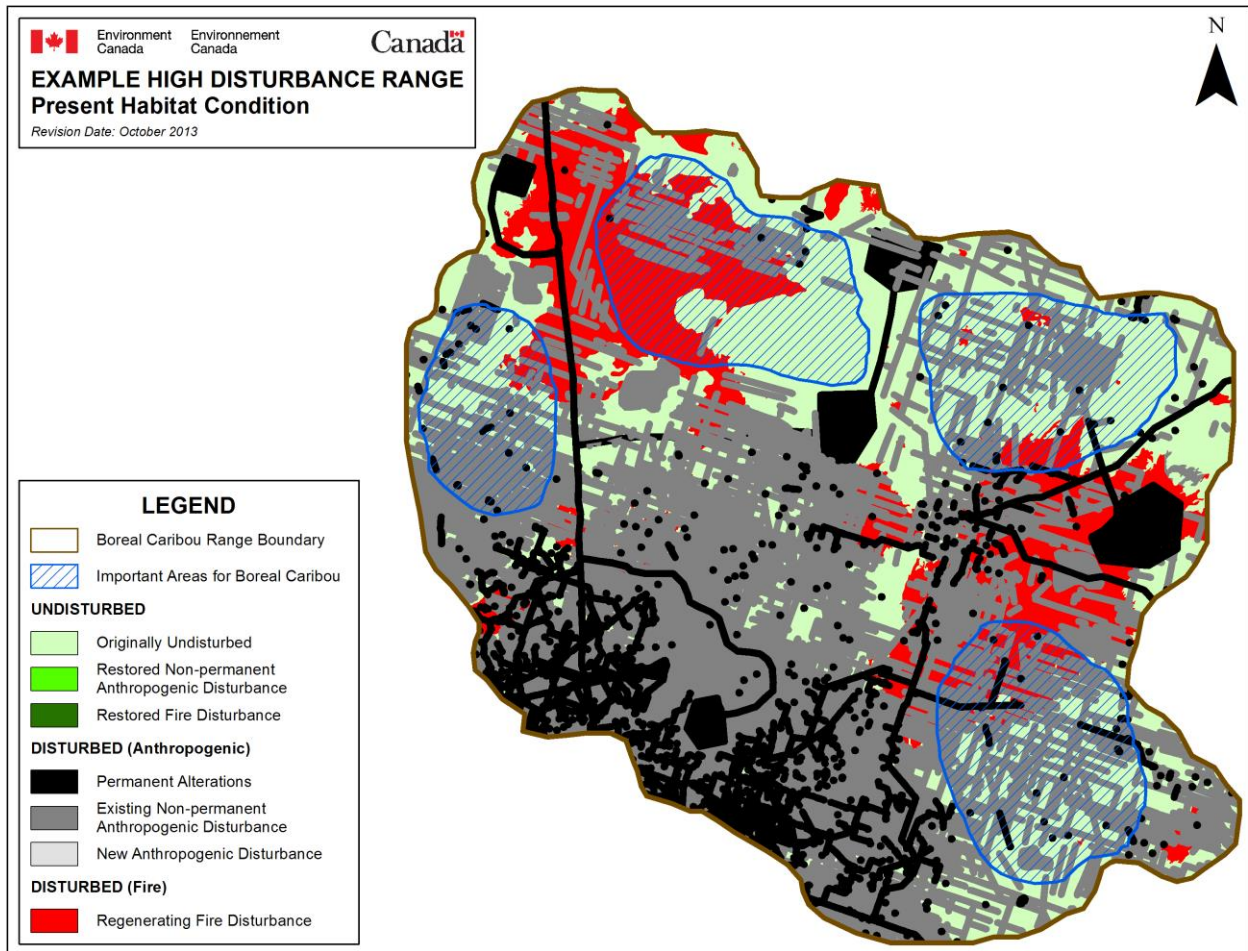 Environment Environnement
Canada Canada
Canada
EXAMPLE HIGH DISTURBANCE RANGE
Present Habitat Condition
Revision Date: October 2013
N
LEGEND
Boreal Caribou Range Boundary
Important Areas for Boreal Caribou
UNDISTURBED
Originally Undisturbed
Restored Non-permanent
Anthropogenic Disturbance
Restored Fire Disturbance
DISTURBED (Anthropogenic)
Permanent Alterations
Existing Non-permanent
Anthropogenic Disturbance
New Anthropogenic Disturbance
DISTURBED (Fire)
Regenerating Fire Disturbance